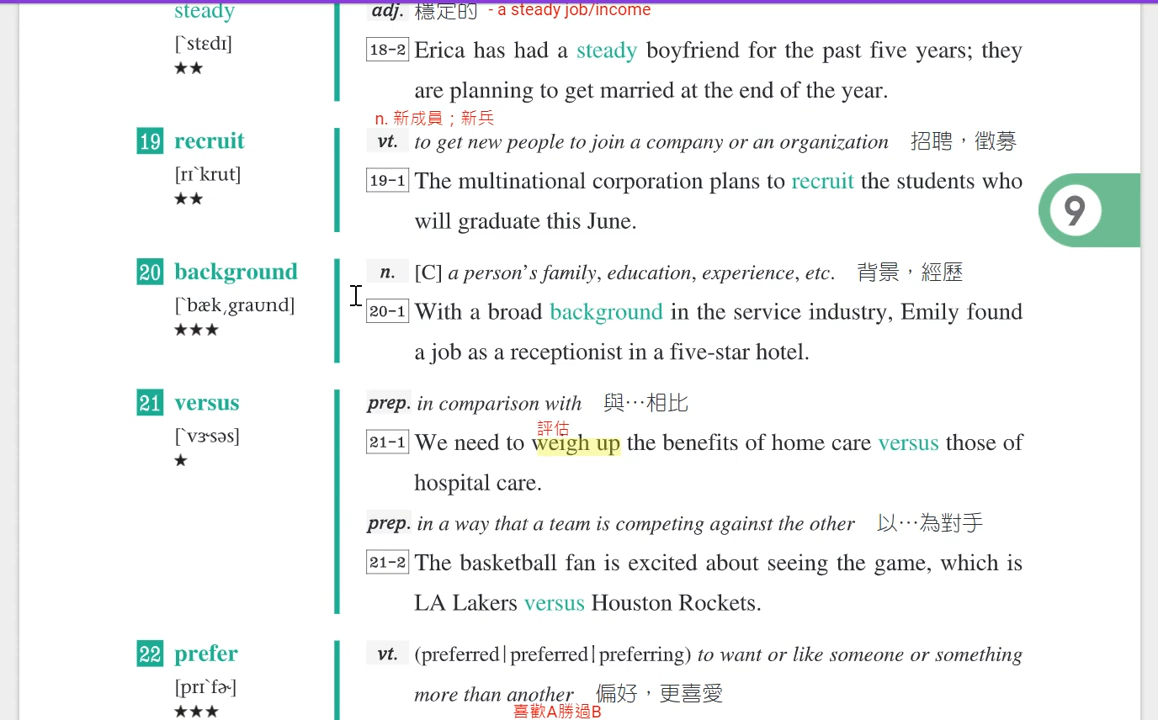 steady adj. 穩定的 - a steady job/income
[ˋstɛdɪ] 18-2 Erica has had a steady boyfriend for the past five years; they
★★ are planning to get married at the end of the year.
n. 新成員；新兵
19 recruit vt. to get new people to join a company or an organization 招聘，徵募
[rɪˋkrut] 19-1 The multinational corporation plans to recruit the students who
★★ will graduate this June.
9
20 background n. [C] a person's family, education, experience, etc. 背景，經歷
[ˋbækˏgraʊnd] 20-1 With a broad background in the service industry, Emily found
★★★ a job as a receptionist in a five-star hotel.
21 versus prep. in comparison with 與…相比
評估
[ˋvɝsəs] 21-1 We need to weigh up the benefits of home care versus those of
★ hospital care.
prep. in a way that a team is competing against the other 以…為對手
21-2 The basketball fan is excited about seeing the game, which is
LA Lakers versus Houston Rockets.
22 prefer vt. (preferred|preferred|preferring) to want or like someone or something
[prɪˋfɚ] more than another 偏好，更喜愛
★★★ 喜歡A勝過B